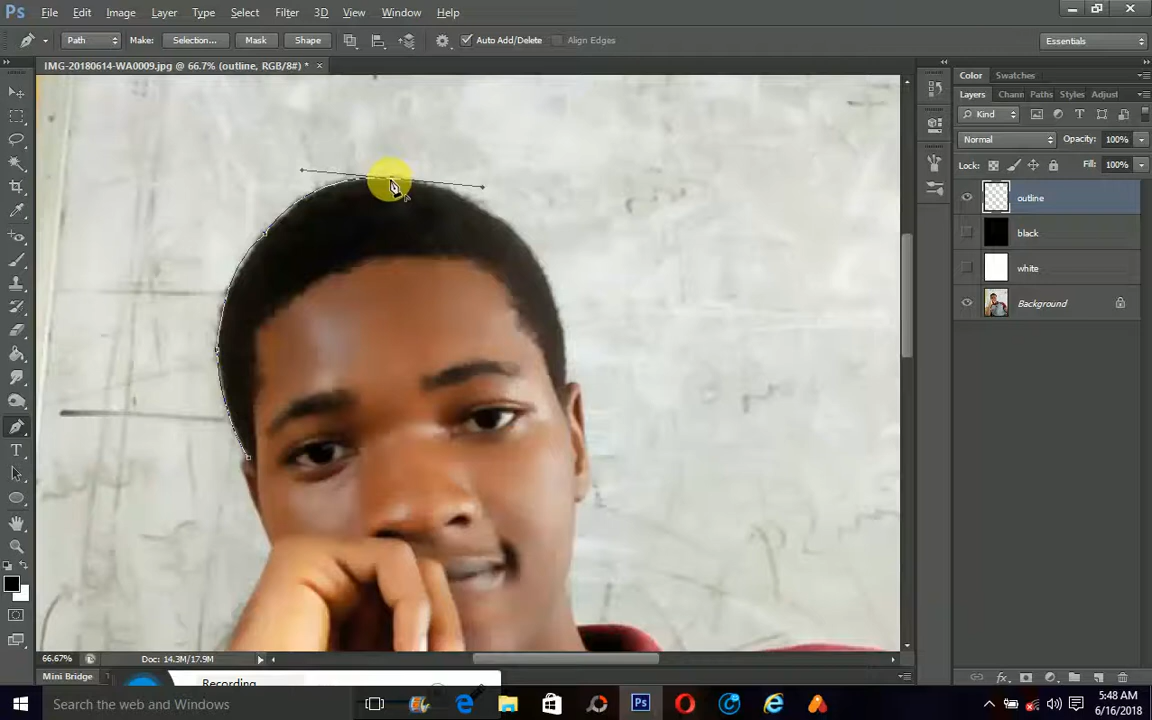 Ps File Edit Image Layer Type Select Filter 3D View Window Help
Path Make: Selection... Mask Shape Auto Add/Delete Align Edges Essentials
IMG-20180614-WA0009.jpg @ 66.7% (outline, RGB/8#) * ×
Color Swatches
Layers Chann Paths Styles Adjust
Kind
Normal Opacity: 100%
Lock: Fill: 100%
outline
black
white
Background
66.67% Doc: 14.3M/17.9M
Mini Bridge
Recording
Search the web and Windows
5:48 AM
6/16/2018